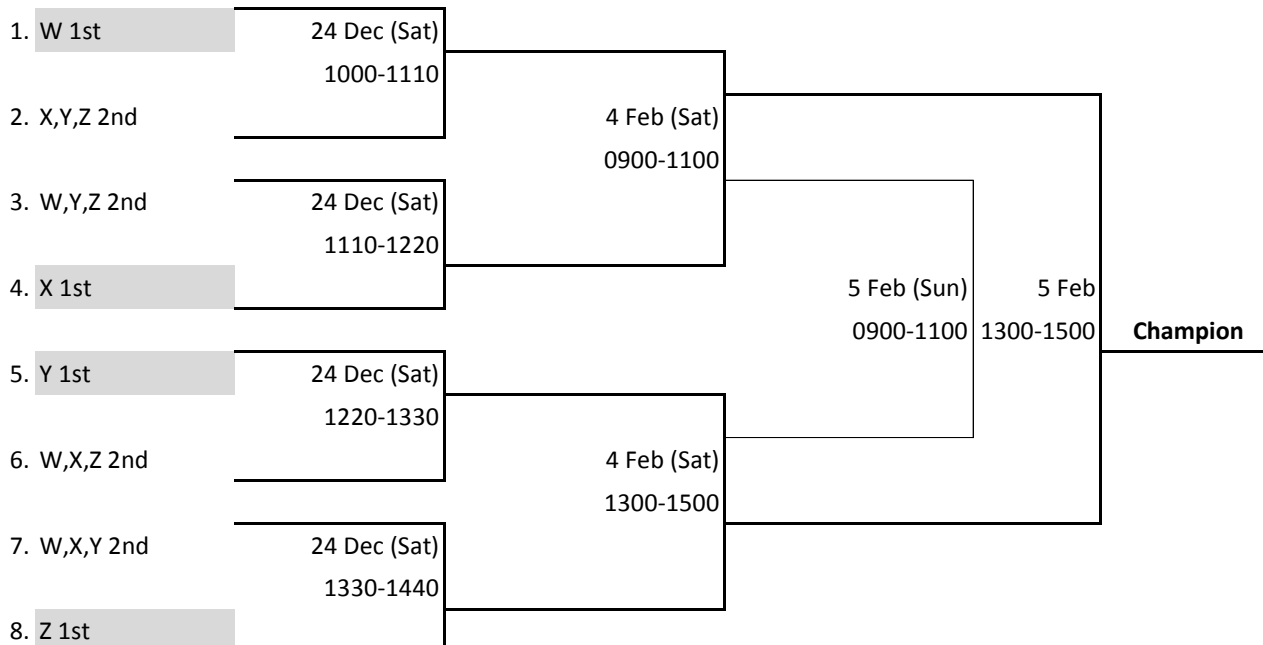 1. W 1st 24 Dec (Sat)
1000-1110
2. X,Y,Z 2nd 4 Feb (Sat)
0900-1100
3. W,Y,Z 2nd 24 Dec (Sat)
1110-1220
4. X 1st 5 Feb (Sun) 5 Feb
0900-1100 1300-1500 Champion
5. Y 1st 24 Dec (Sat)
1220-1330
6. W,X,Z 2nd 4 Feb (Sat)
1300-1500
7. W,X,Y 2nd 24 Dec (Sat)
1330-1440
8. Z 1st